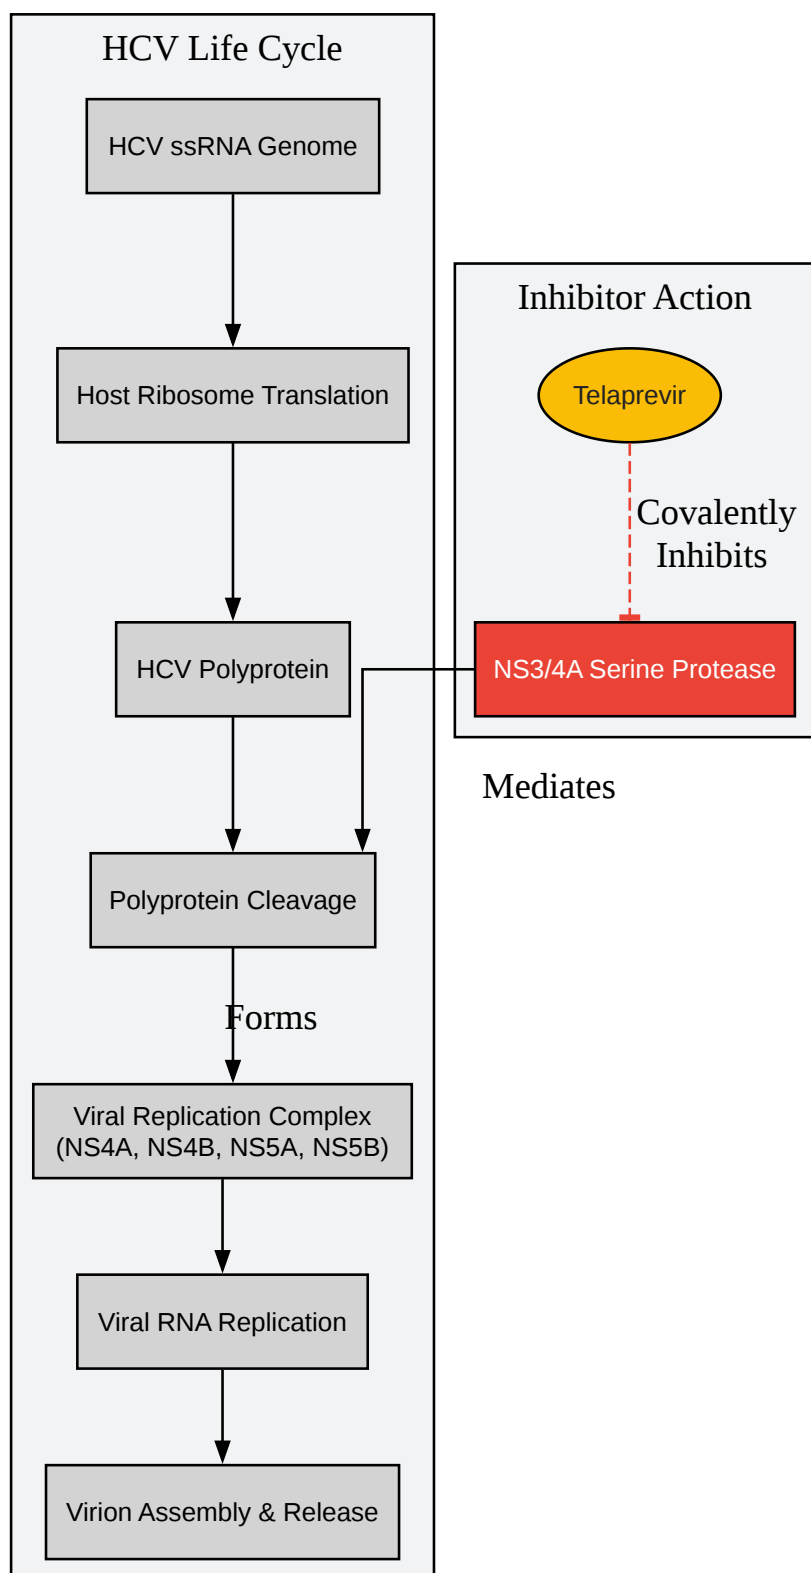 HCV Life Cycle
HCV ssRNA Genome
Host Ribosome Translation
HCV Polyprotein
Polyprotein Cleavage
Forms
Viral Replication Complex
(NS4A, NS4B, NS5A, NS5B)
Viral RNA Replication
Virion Assembly & Release
Inhibitor Action
Telaprevir
Covalently
Inhibits
NS3/4A Serine Protease
Mediates